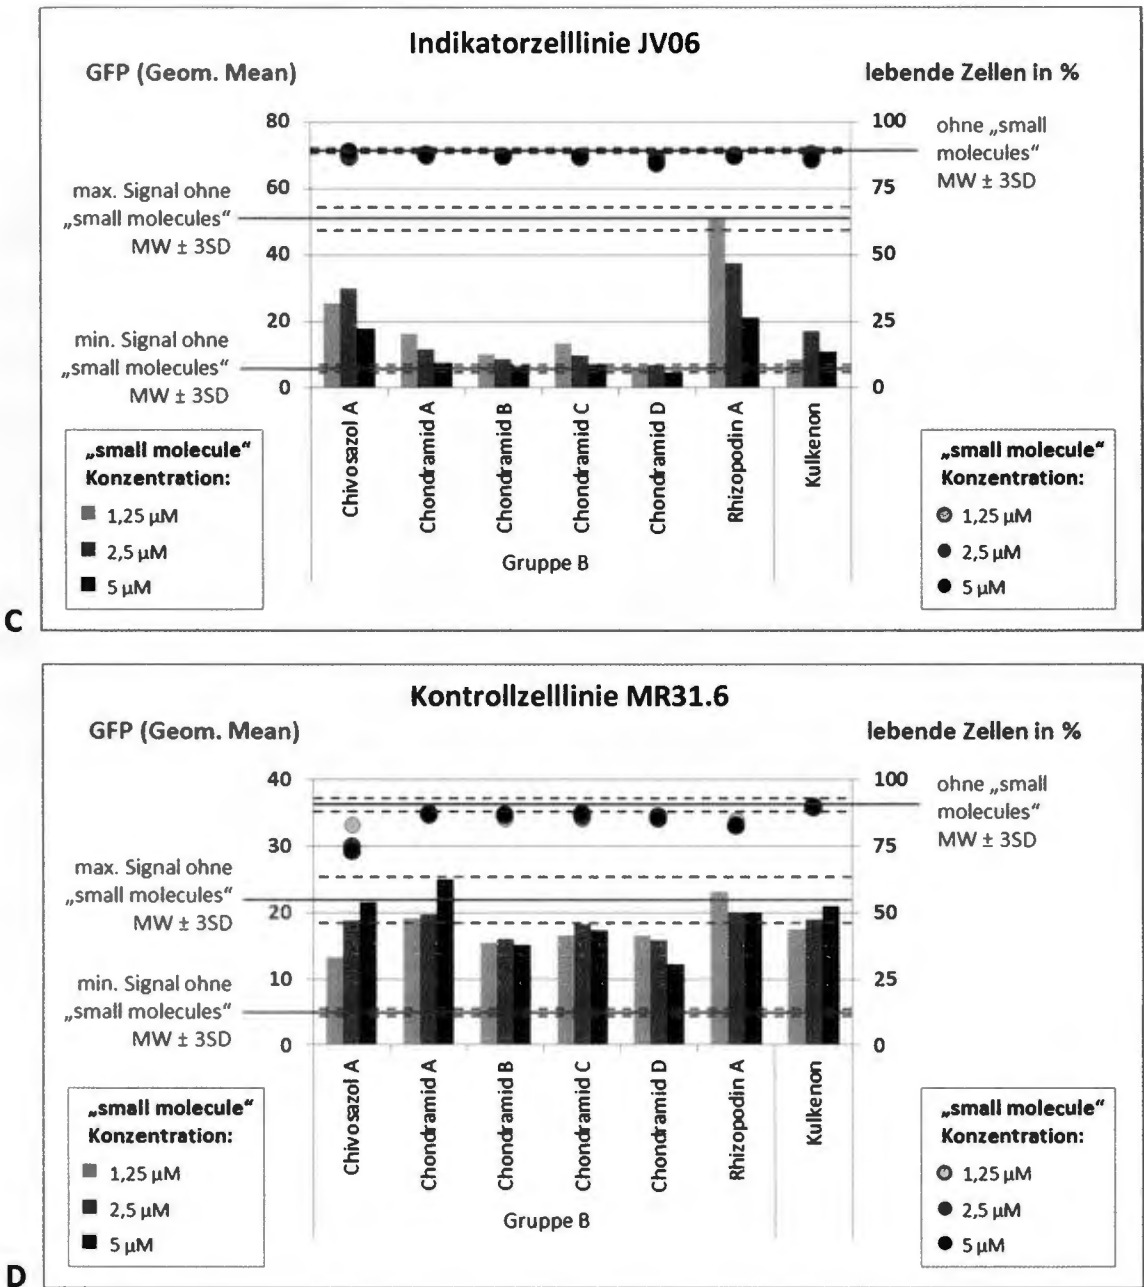 Indikatorzelllinie JV06
GFP (Geom. Mean)
lebende Zellen in %
80
60
40
20
0
100
75
50
25
0
ohne „small
molecules“
MW ± 3SD
max. Signal ohne
„small molecules“
MW ± 3SD
min. Signal ohne
„small molecules“
MW ± 3SD
Chivosazol A
Chondramid A
Chondramid B
Chondramid C
Chondramid D
Rhizopodin A
Kulkenon
Gruppe B
„small molecule“
Konzentration:
1,25 µM
2,5 µM
5 µM
„small molecule“
Konzentration:
1,25 µM
2,5 µM
5 µM
C
Kontrollzelllinie MR31.6
GFP (Geom. Mean)
lebende Zellen in %
40
30
20
10
0
100
75
50
25
0
ohne „small
molecules“
MW ± 3SD
max. Signal ohne
„small molecules“
MW ± 3SD
min. Signal ohne
„small molecules“
MW ± 3SD
Chivosazol A
Chondramid A
Chondramid B
Chondramid C
Chondramid D
Rhizopodin A
Kulkenon
Gruppe B
„small molecule“
Konzentration:
1,25 µM
2,5 µM
5 µM
„small molecule“
Konzentration:
1,25 µM
2,5 µM
5 µM
D